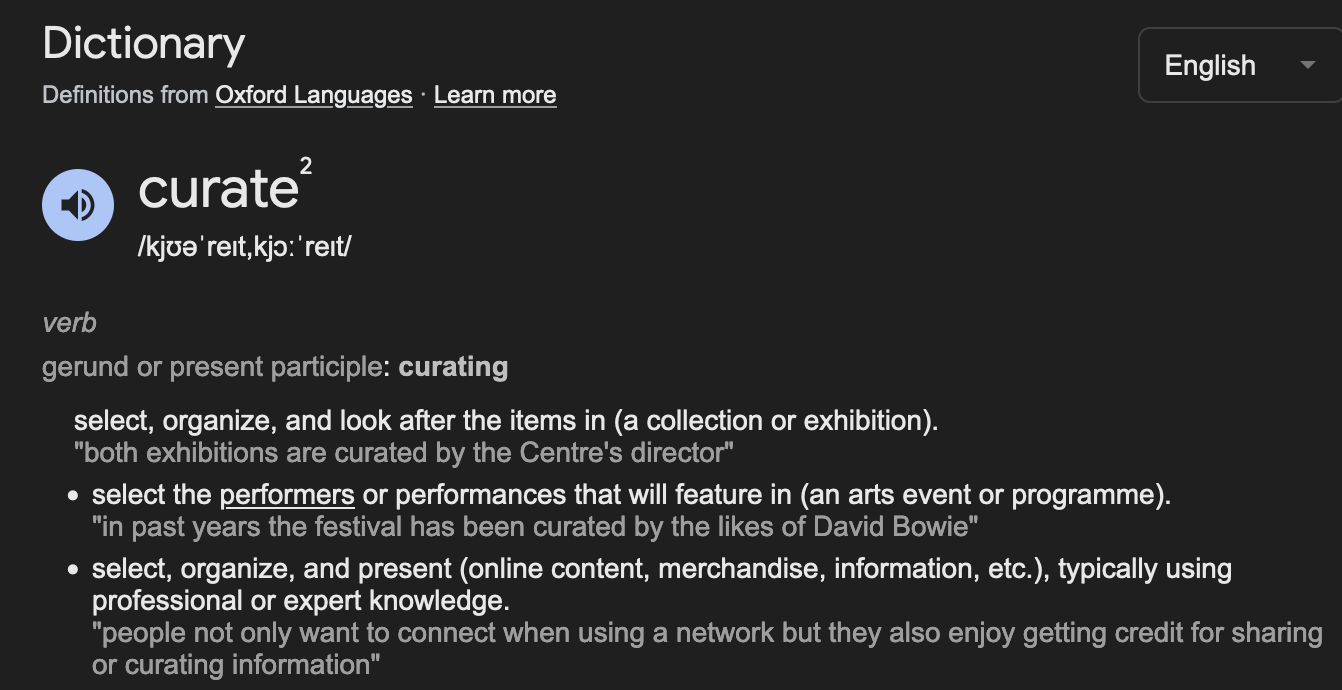 Dictionary
English
Definitions from Oxford Languages · Learn more
curate²
/kjʊəˈreɪt,kjɔːˈreɪt/
verb
gerund or present participle: curating
select, organize, and look after the items in (a collection or exhibition).
"both exhibitions are curated by the Centre's director"
• select the performers or performances that will feature in (an arts event or programme).
"in past years the festival has been curated by the likes of David Bowie"
• select, organize, and present (online content, merchandise, information, etc.), typically using
professional or expert knowledge.
"people not only want to connect when using a network but they also enjoy getting credit for sharing
or curating information"